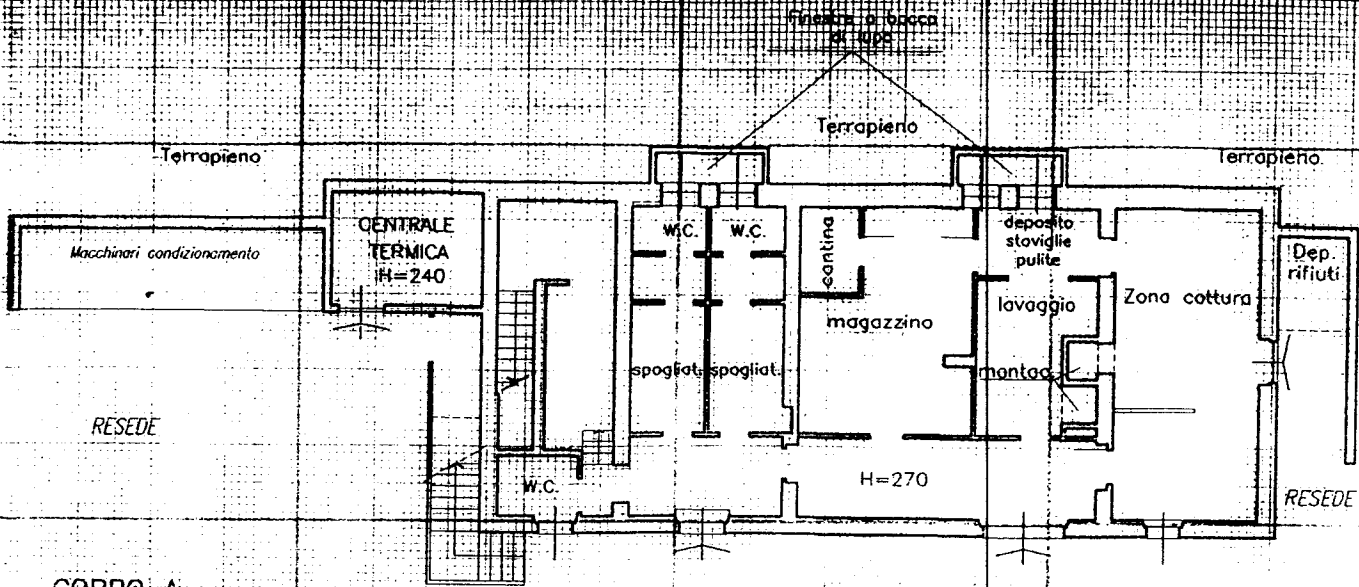 Finestre a bocca
di lupo
Terrapieno
Terrapieno
Terrapieno
CENTRALE
TERMICA
H=240
Macchinari condizionamento
W.C.
W.C.
cantina
deposito
stoviglie
pulite
Dep.
rifiuti
Zona cottura
lavaggio
magazzino
spogliat.
spogliat.
montac.
RESEDE
W.C.
H=270
RESEDE
CORPO A